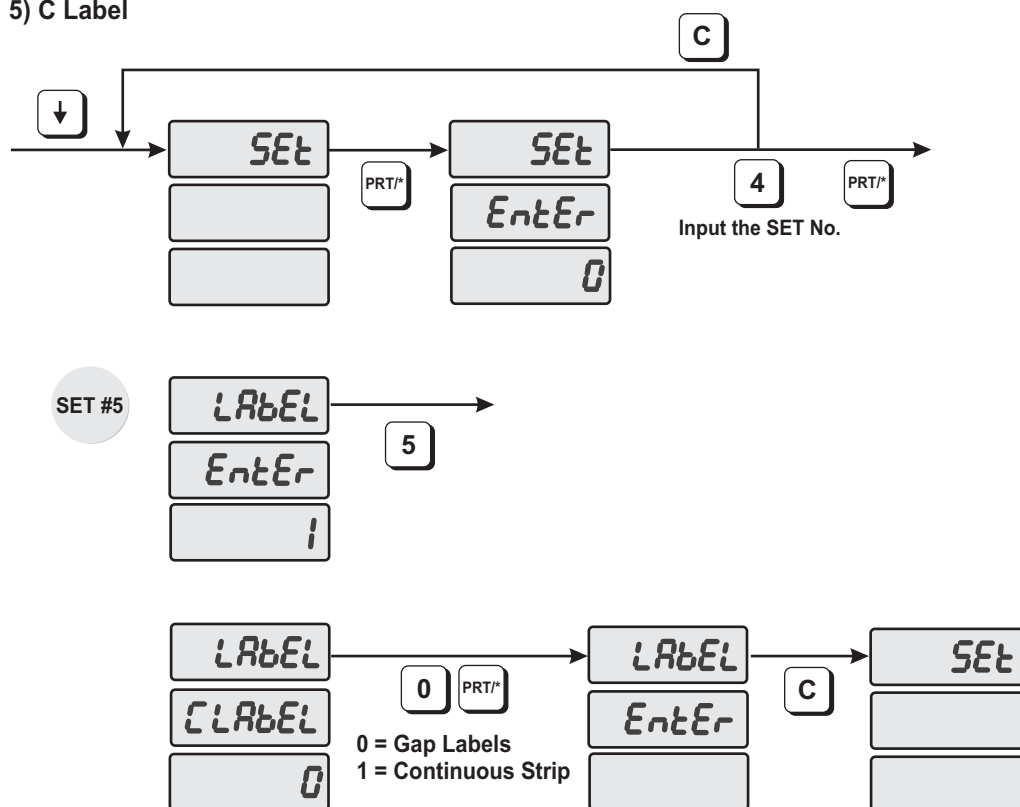 5) C Label
C
↓
SEt
PRT/*
SEt
EntEr
0
4
PRT/*
Input the SET No.
SET #5
LAbEL
EntEr
1
5
LAbEL
CLAbEL
0
0
PRT/*
0 = Gap Labels
1 = Continuous Strip
LAbEL
EntEr
C
SEt